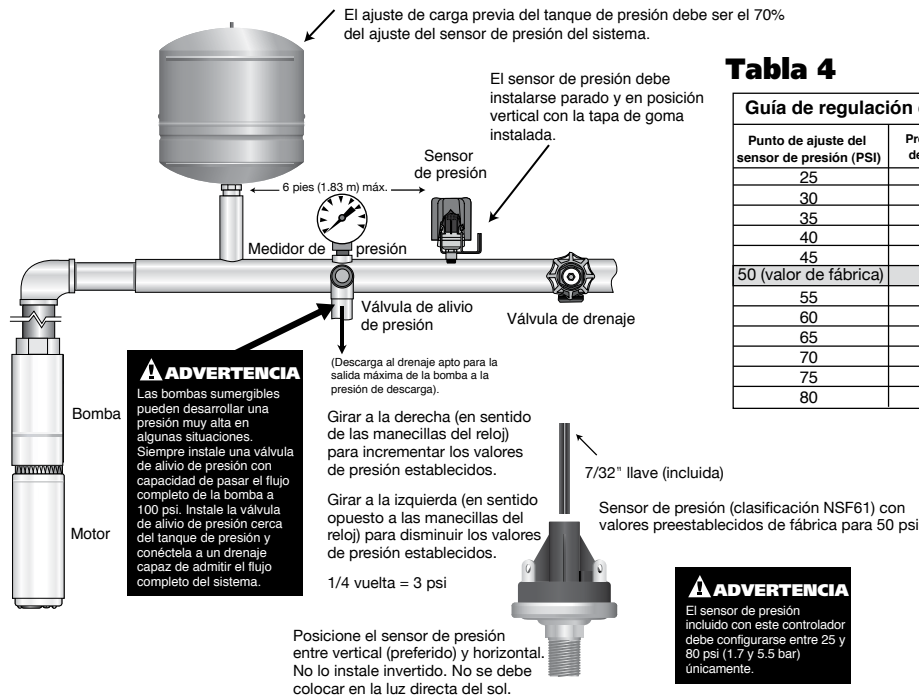 El ajuste de carga previa del tanque de presión debe ser el 70%
del ajuste del sensor de presión del sistema.
El sensor de presión debe
instalarse parado y en posición
vertical con la tapa de goma
instalada.
Sensor
de presión
6 pies (1.83 m) máx.
Medidor de presión
Válvula de alivio
de presión
Válvula de drenaje
(Descarga al drenaje apto para la
salida máxima de la bomba a la
presión de descarga).
Bomba
Motor
ADVERTENCIA
Las bombas sumergibles
pueden desarrollar una
presión muy alta en
algunas situaciones.
Siempre instale una válvula
de alivio de presión con
capacidad de pasar el flujo
completo de la bomba a
100 psi. Instale la válvula
de alivio de presión cerca
del tanque de presión y
conéctela a un drenaje
capaz de admitir el flujo
completo del sistema.
Girar a la derecha (en sentido
de las manecillas del reloj)
para incrementar los valores
de presión establecidos.
Girar a la izquierda (en sentido
opuesto a las manecillas del
reloj) para disminuir los valores
de presión establecidos.
1/4 vuelta = 3 psi
Posicione el sensor de presión
entre vertical (preferido) y horizontal.
No lo instale invertido. No se debe
colocar en la luz directa del sol.
7/32" llave (incluida)
Sensor de presión (clasificación NSF61) con
valores preestablecidos de fábrica para 50 psi
ADVERTENCIA
El sensor de presión
incluido con este controlador
debe configurarse entre 25 y
80 psi (1.7 y 5.5 bar)
únicamente.
Tabla 4
Guía de regulación
Punto de ajuste del
sensor de presión (PSI)
25
30
35
40
45
50 (valor de fábrica)
55
60
65
70
75
80